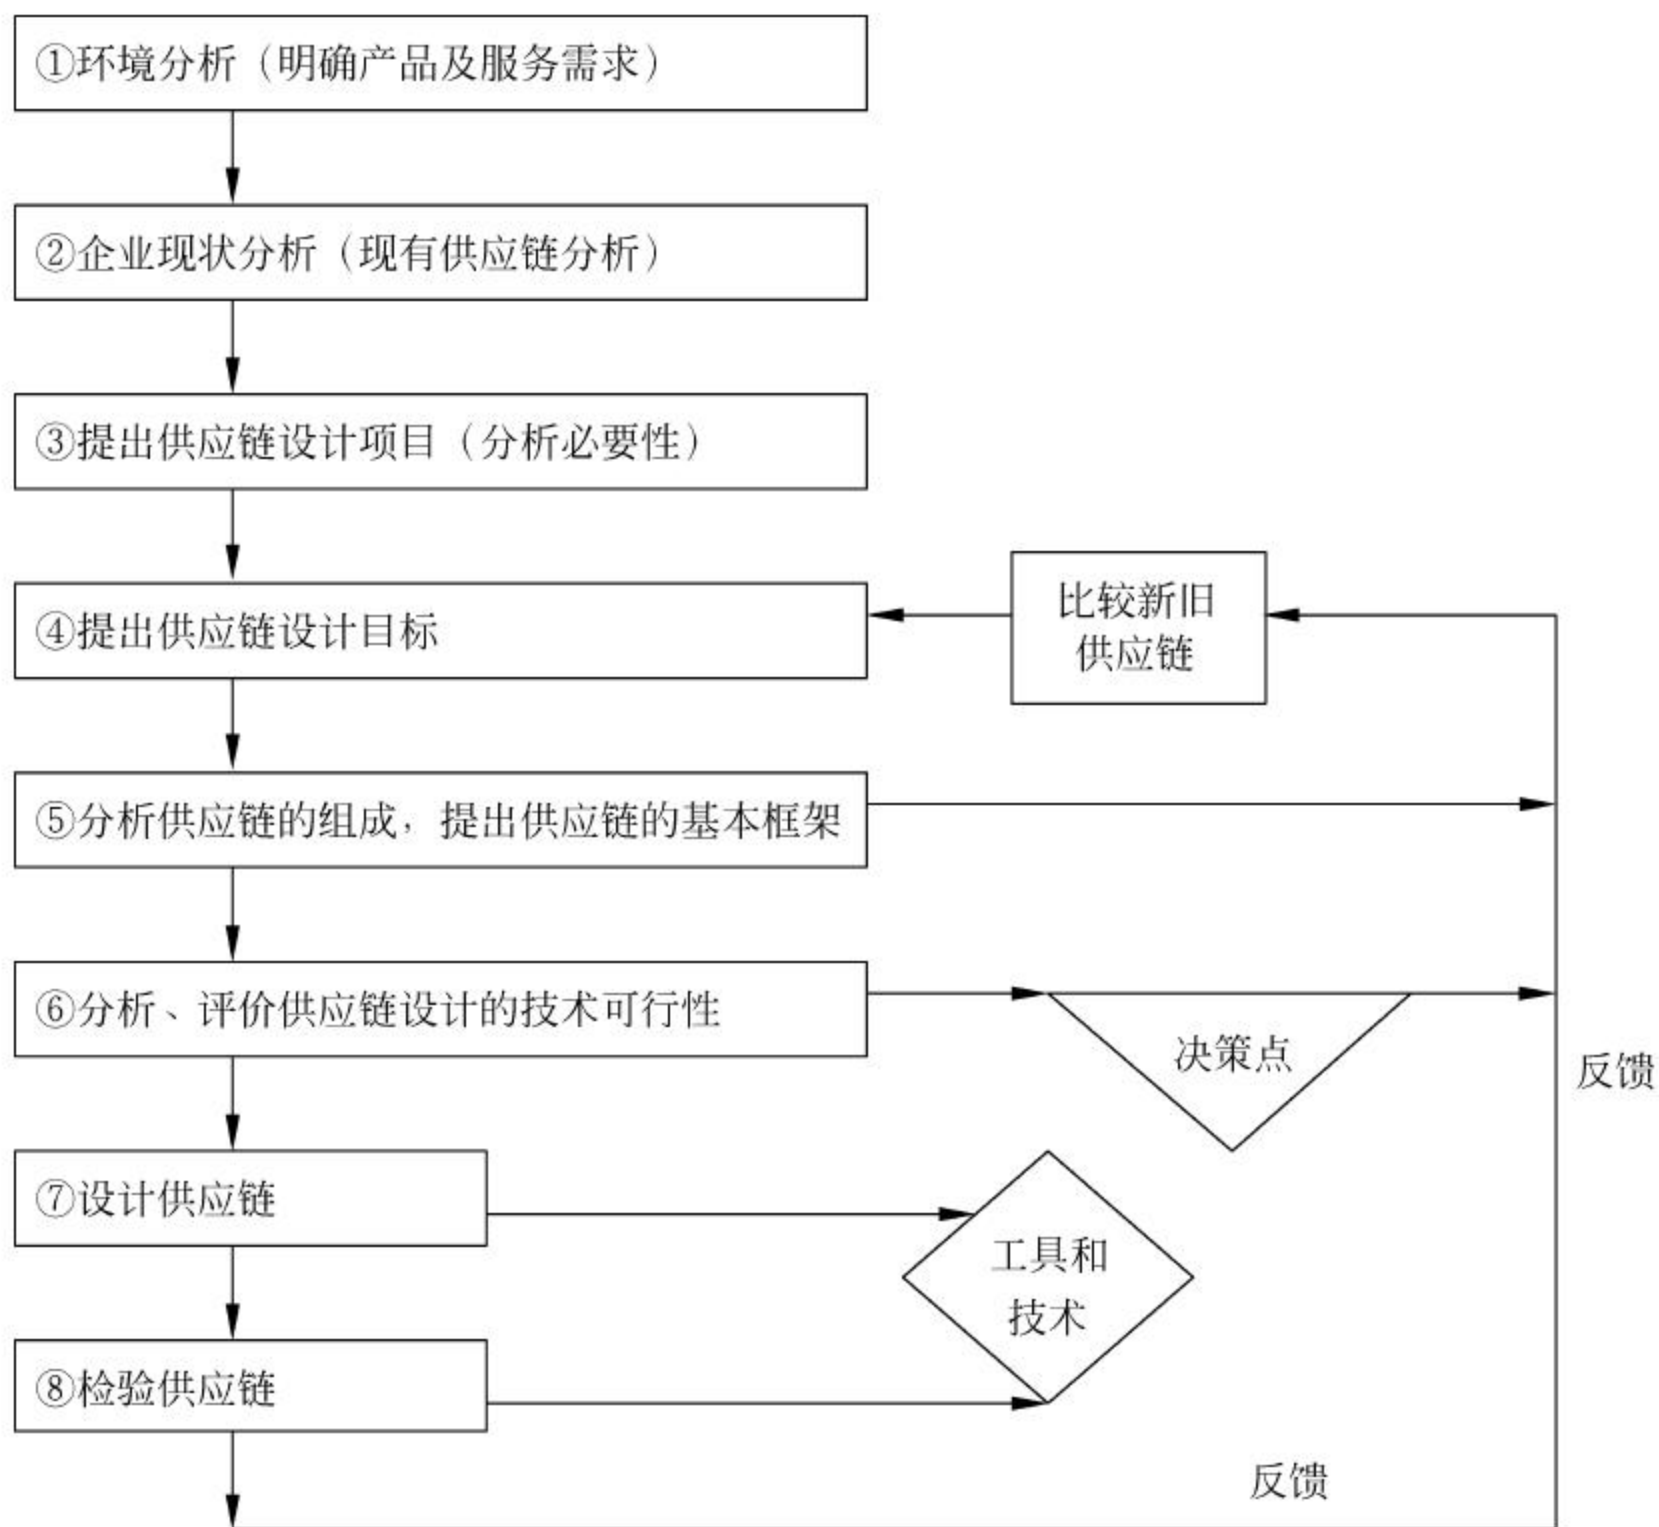 ①环境分析（明确产品及服务需求）
②企业现状分析（现有供应链分析）
③提出供应链设计项目（分析必要性）
④提出供应链设计目标
比较新旧
供应链
⑤分析供应链的组成，提出供应链的基本框架
⑥分析、评价供应链设计的技术可行性
决策点
反馈
⑦设计供应链
工具和
技术
⑧检验供应链
反馈